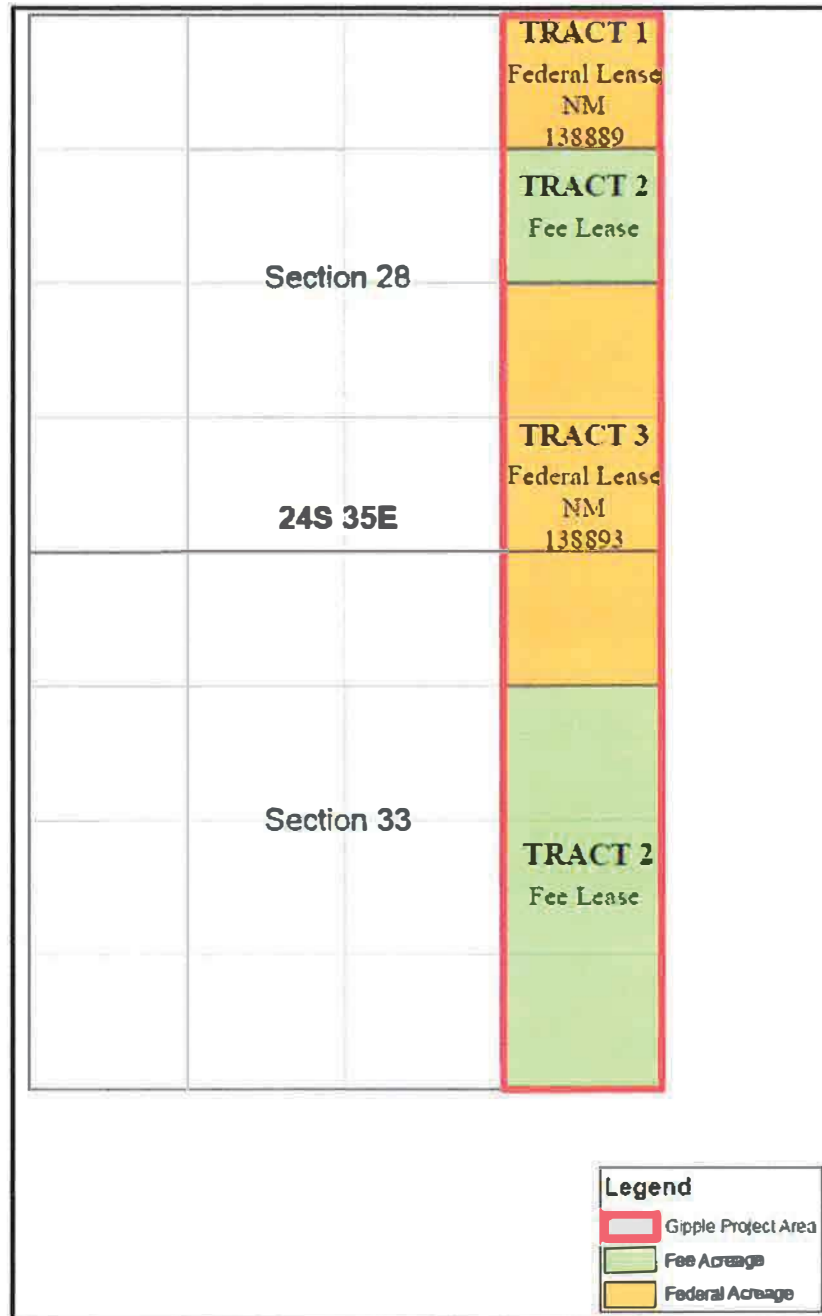 TRACT 1
Federal Lease
NM
138889
TRACT 2
Fee Lease
Section 28
TRACT 3
Federal Lease
NM
138893
24S 35E
Section 33
TRACT 2
Fee Lease
Legend
Gipple Project Area
Fee Acreage
Federal Acreage